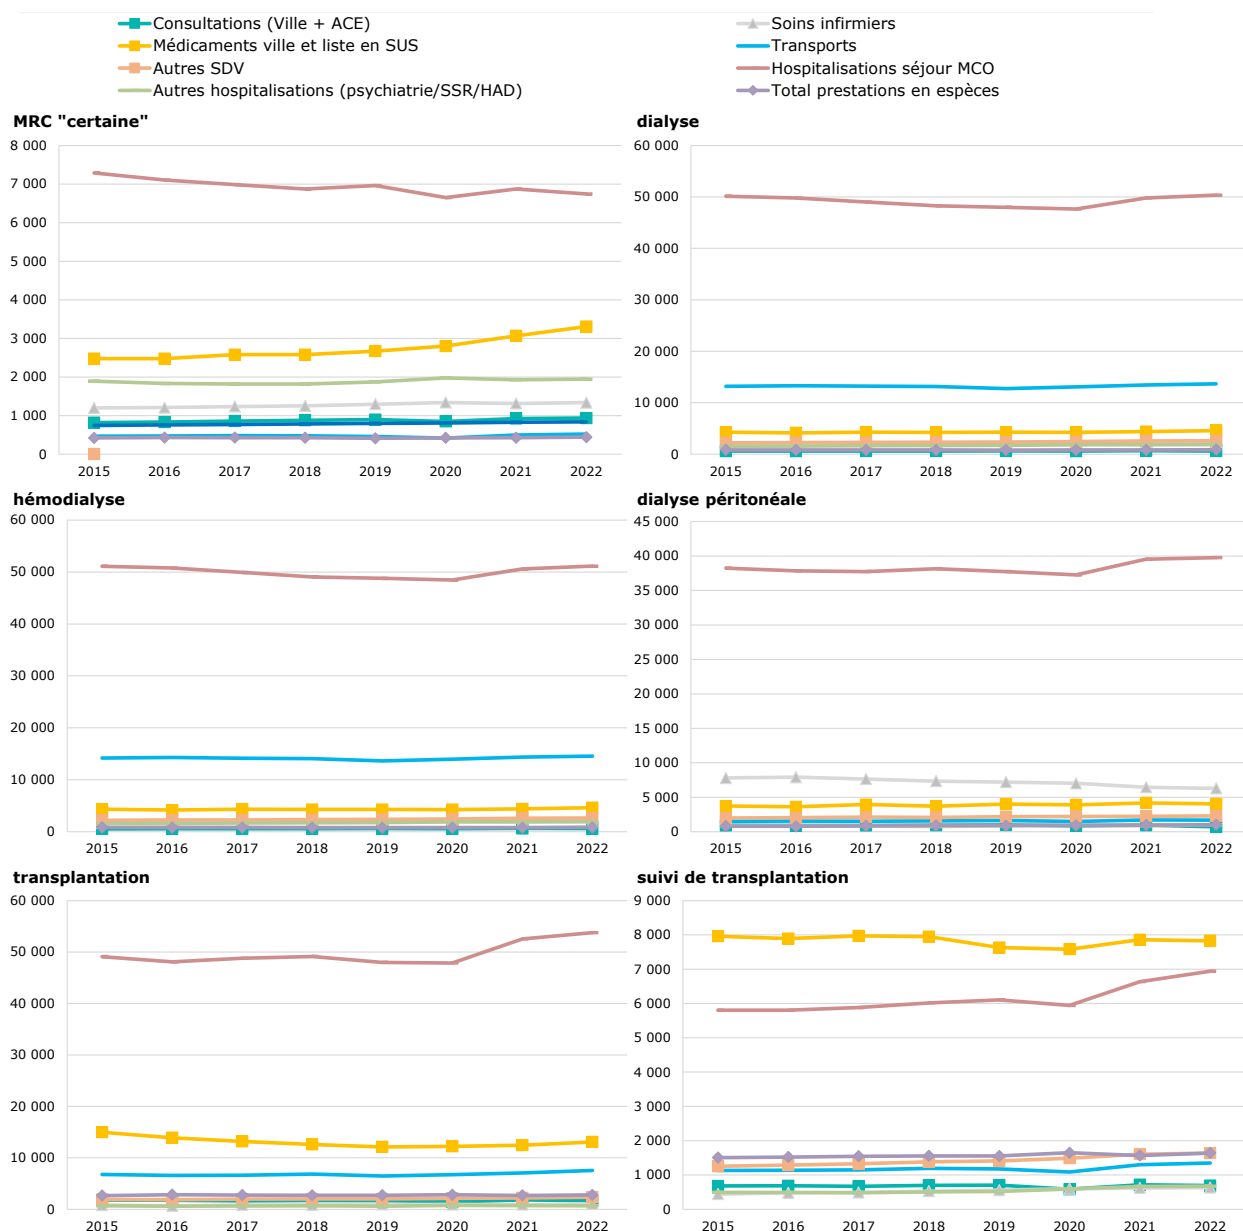 Consultations (Ville + ACE)
Soins infirmiers
Médicaments ville et liste en SUS
Transports
Autres SDV
Hospitalisations séjour MCO
Autres hospitalisations (psychiatrie/SSR/HAD)
Total prestations en espèces
MRC "certaine"
8 000
7 000
6 000
5 000
4 000
3 000
2 000
1 000
0
2015 2016 2017 2018 2019 2020 2021 2022
dialyse
60 000
50 000
40 000
30 000
20 000
10 000
0
2015 2016 2017 2018 2019 2020 2021 2022
hémodialyse
60 000
50 000
40 000
30 000
20 000
10 000
0
2015 2016 2017 2018 2019 2020 2021 2022
dialyse péritonéale
45 000
40 000
35 000
30 000
25 000
20 000
15 000
10 000
5 000
0
2015 2016 2017 2018 2019 2020 2021 2022
transplantation
60 000
50 000
40 000
30 000
20 000
10 000
0
2015 2016 2017 2018 2019 2020 2021 2022
suivi de transplantation
9 000
8 000
7 000
6 000
5 000
4 000
3 000
2 000
1 000
0
2015 2016 2017 2018 2019 2020 2021 2022